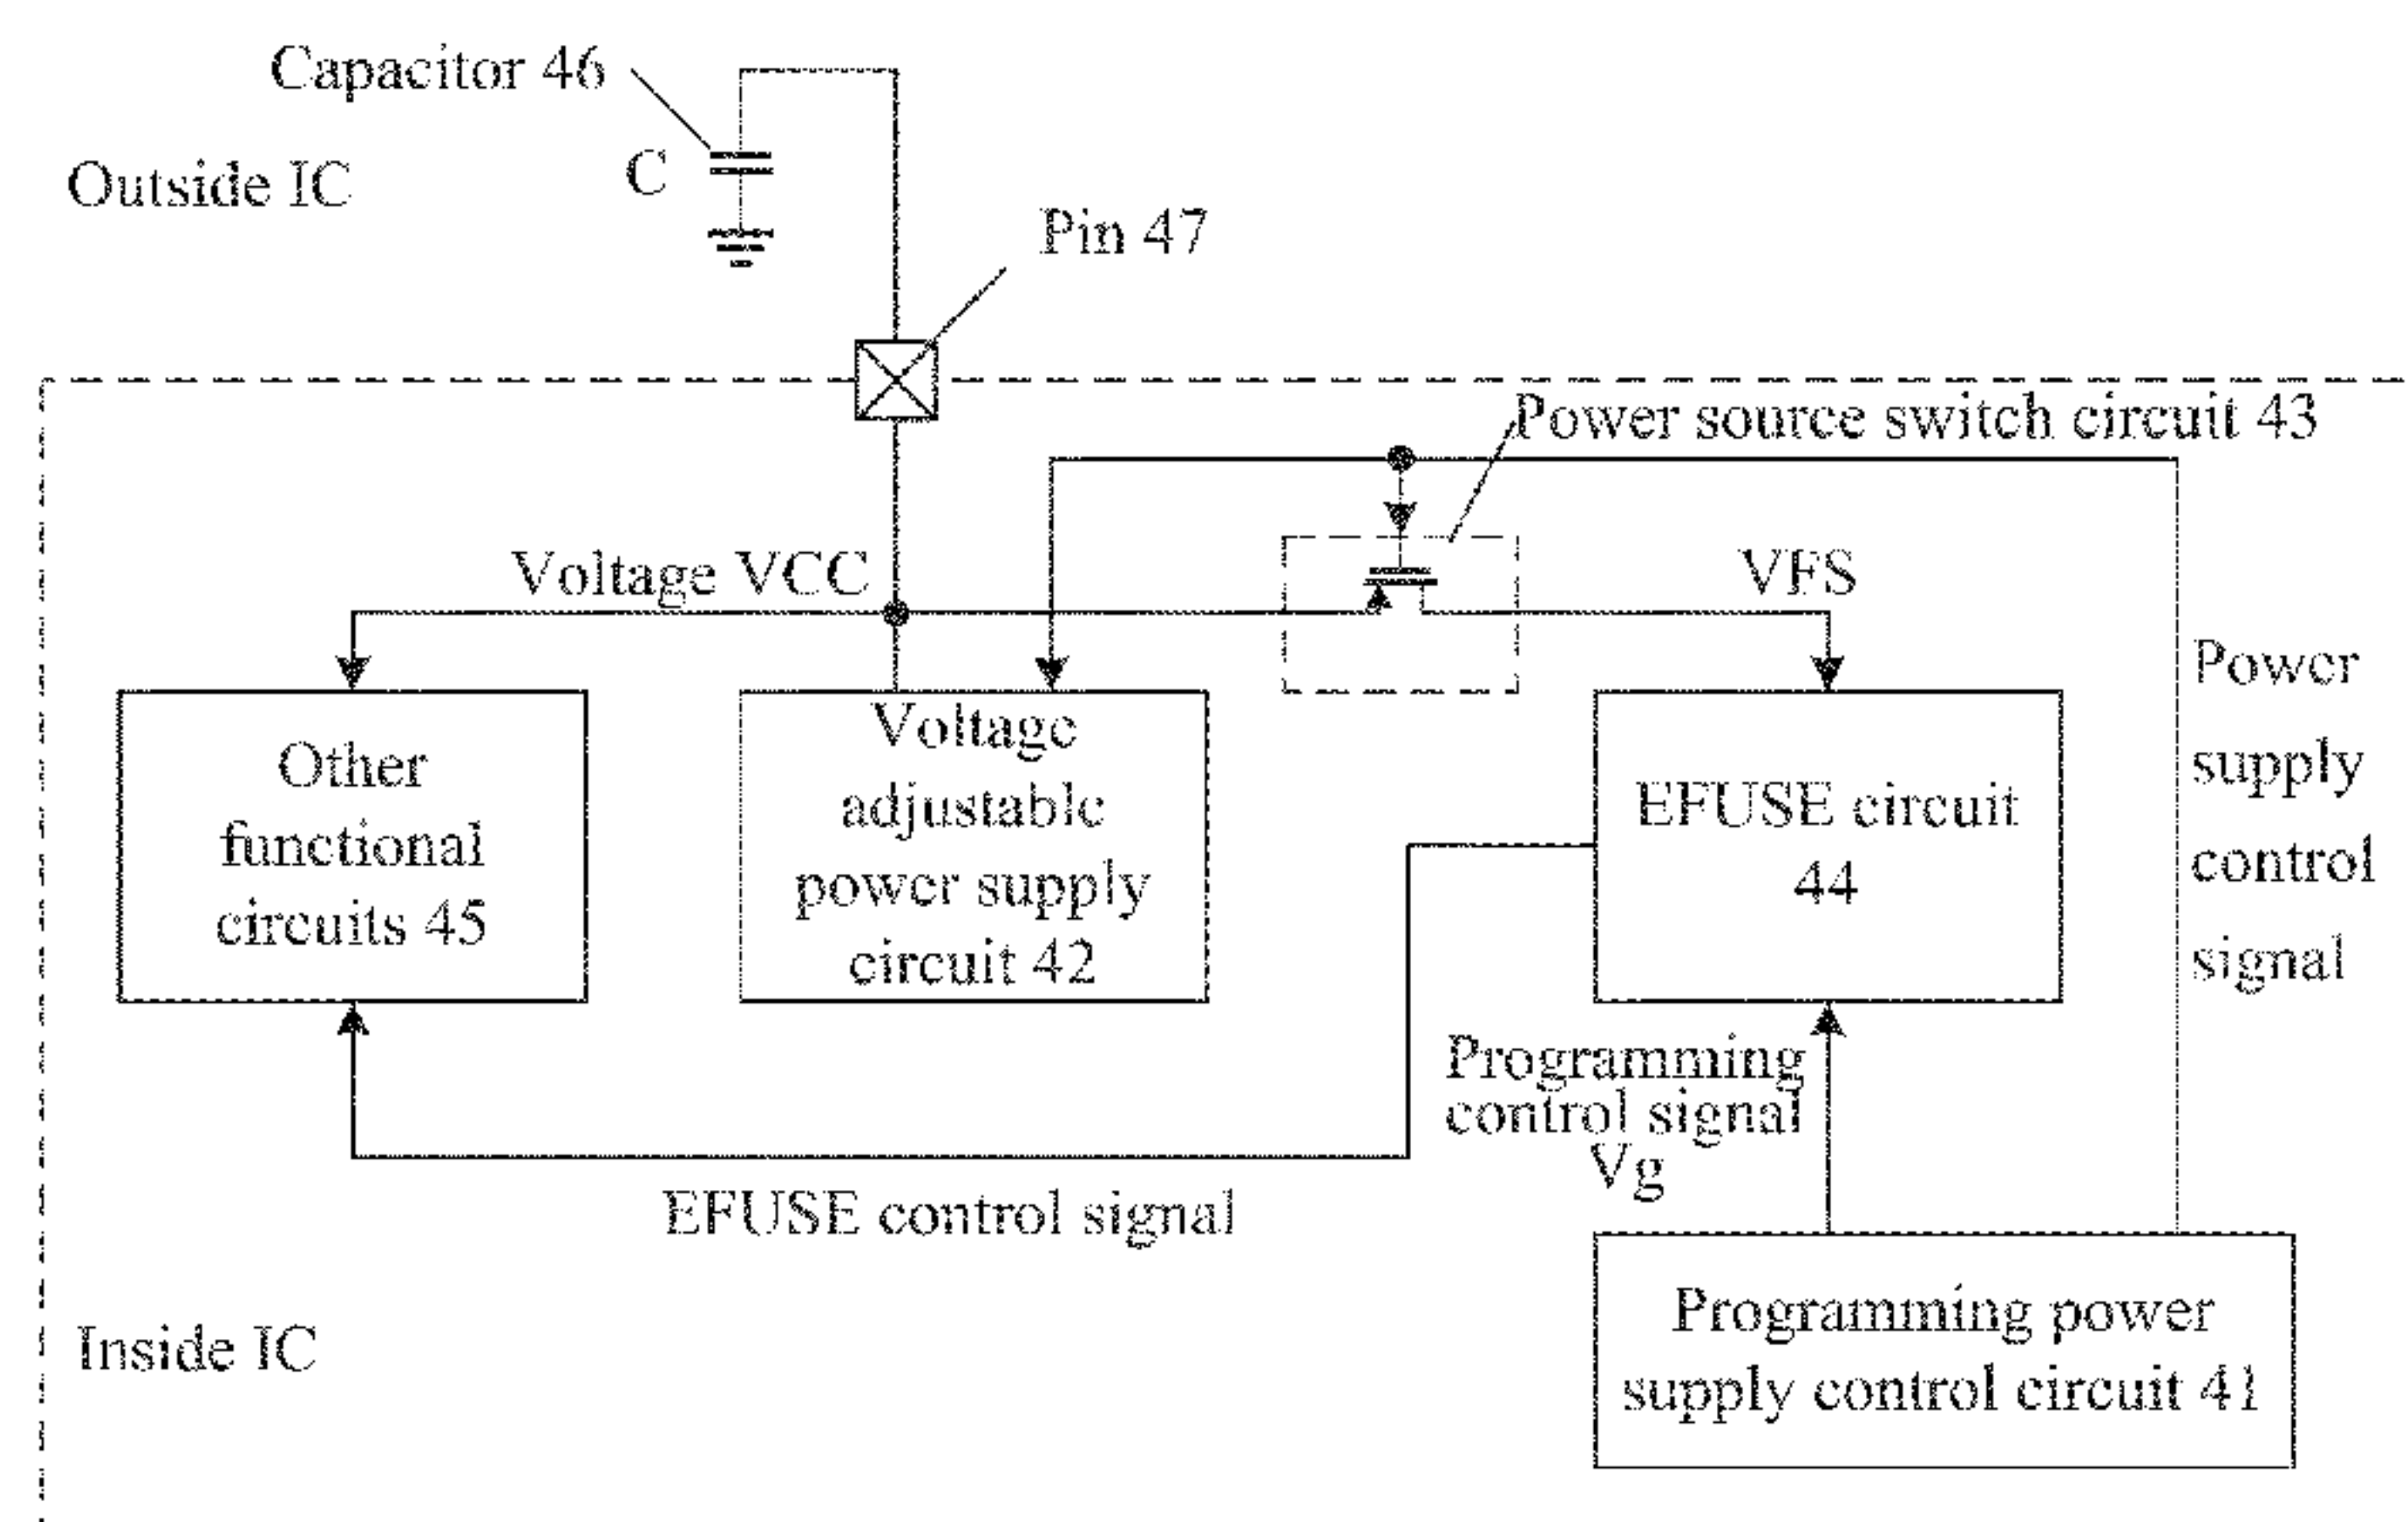 Capacitor 46
C
Outside IC
Pin 47
Power source switch circuit 43
Voltage VCC
VFS
Power
supply
control
signal
Other
functional
circuits 45
Voltage
adjustable
power supply
circuit 42
EFUSE circuit
44
Programming
control signal
Vg
EFUSE control signal
Inside IC
Programming power
supply control circuit 41